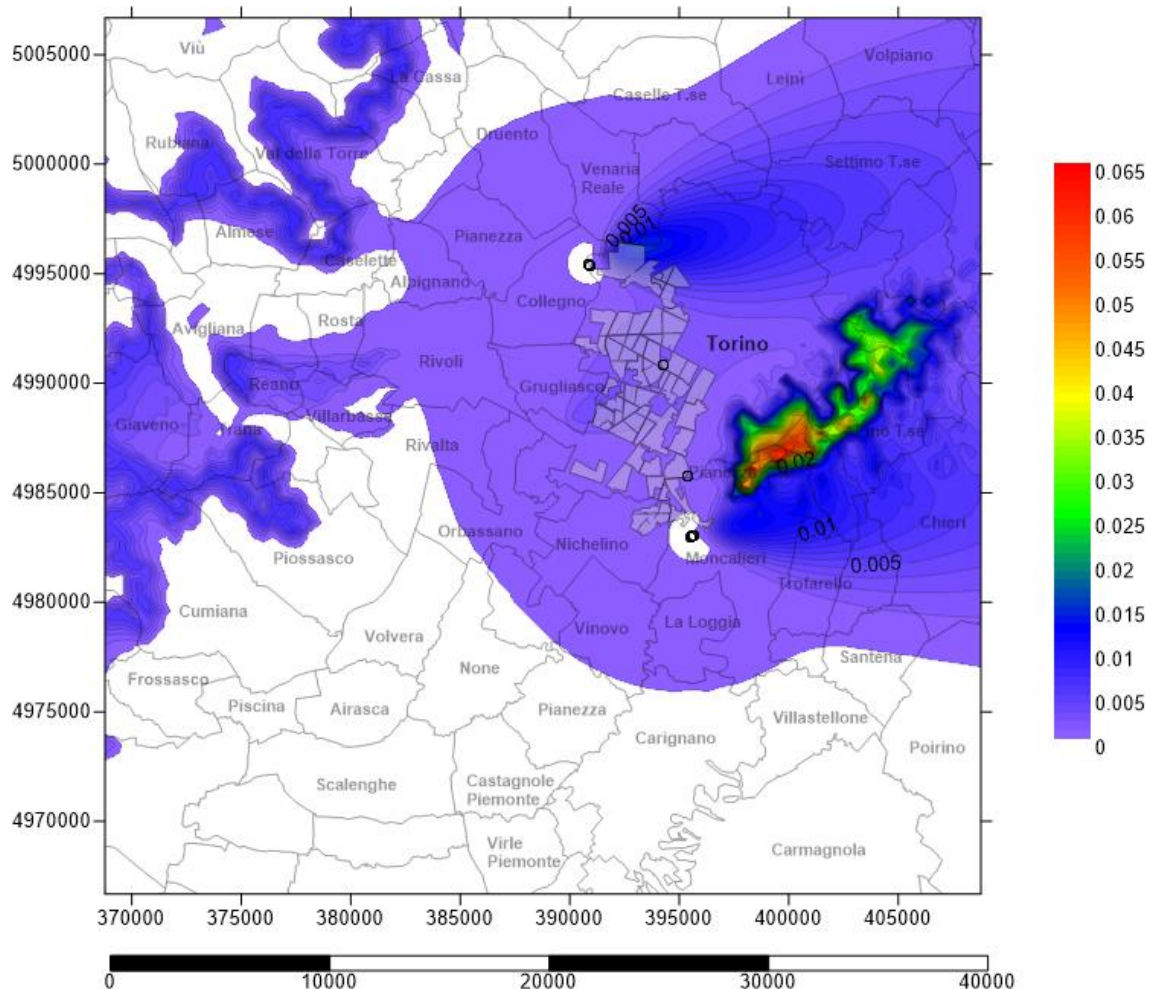 5005000
5000000
4995000
4990000
4985000
4980000
4975000
4970000
Viù
La Cassa
Volpiano
Leinì
Caselle T.se
Rubiana
Val della Torre
Druento
Venaria
Reale
Settimo T.se
0.005
0.01
Almese
Caselette
Pianezza
Alpignano
Collegno
Avigliana
Rosta
Rivoli
Torino
Reano
Grugliasco
Giaveno
Trana
Villarbasse
Rivalta
ino T.se
0.02
Orbassano
Nichelino
Moncalieri
0.01
Chieri
0.005
Trofarello
Piossasco
Cumiana
Volvera
Vinovo
La Loggia
None
Santena
Frossasco
Piscina
Airasca
Pianezza
Carignano
Villastellone
Poirino
Scalenghe
Castagnole
Piemonte
Virle
Piemonte
Carmagnola
370000 375000 380000 385000 390000 395000 400000 405000
0 10000 20000 30000 40000
0.065
0.06
0.055
0.05
0.045
0.04
0.035
0.03
0.025
0.02
0.015
0.01
0.005
0